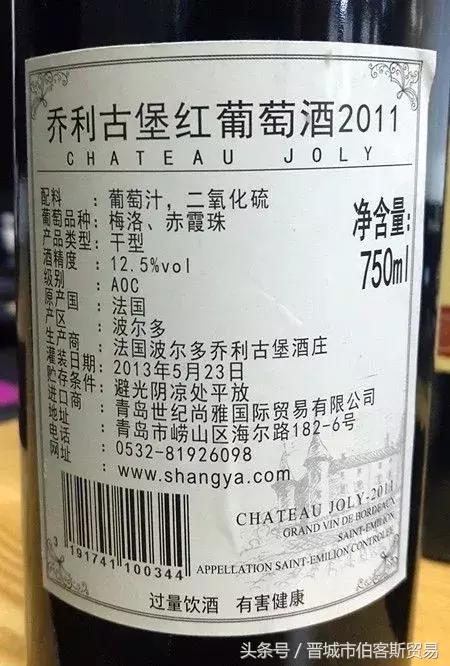 乔利古堡红葡萄酒2011
CHATEAU JOLY
配料：葡萄汁，二氧化硫
葡萄品种：梅洛、赤霞珠
产品类型：干型
酒精度：12.5%vol
级别：AOC
原产国：法国
产区：波尔多
生产商：法国波尔多乔利古堡酒庄
灌装日期：2013年5月23日
贮存条件：避光阴凉处平放
进口商：青岛世纪尚雅国际贸易有限公司
地址：青岛市崂山区海尔路182-6号
电话：0532-81926098
网址：www.shangya.com
净含量:
750ml
CHATEAU JOLY-2011
GRAND VIN DE BORDEAUX
SAINT-EMILION
APPELLATION SAINT-EMILION CONTROLEE
3 191741 100344
过量饮酒 有害健康
头条号／晋城市伯客斯贸易